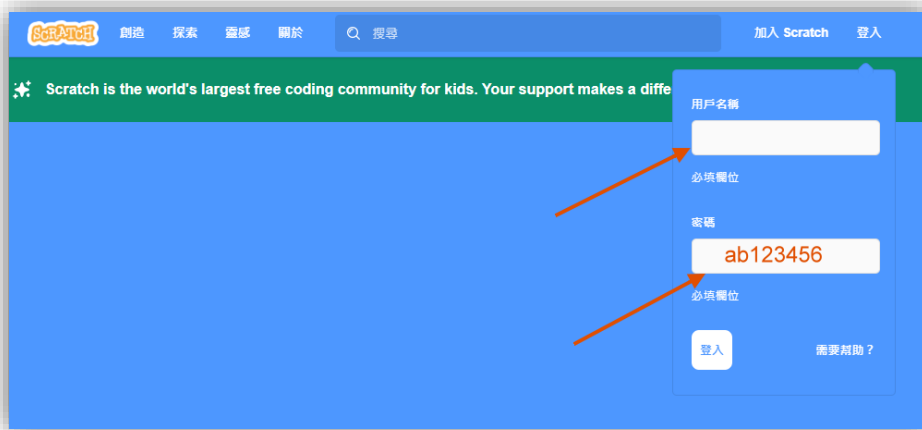 SCRATCH 創造 探索 靈感 關於 搜尋 加入 Scratch 登入
Scratch is the world's largest free coding community for kids. Your support makes a diffe
用戶名稱
必填欄位
密碼
ab123456
必填欄位
登入 需要幫助？